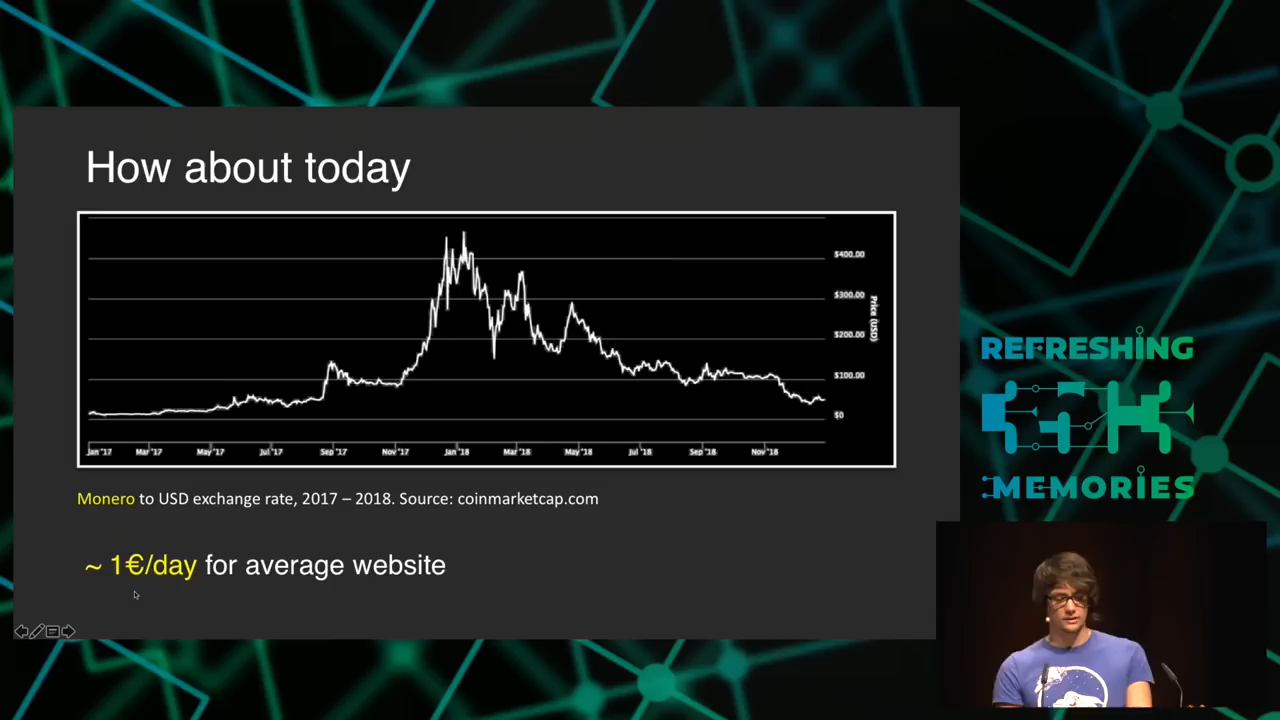 How about today
$400.00
$300.00
$200.00
$100.00
$0
Price (USD)
Jan '17 Mar '17 May '17 Jul '17 Sep '17 Nov '17 Jan '18 Mar '18 May '18 Jul '18 Sep '18 Nov '18
Monero to USD exchange rate, 2017 – 2018. Source: coinmarketcap.com
~ 1€/day for average website
REFRESHING
35C3
MEMORIES